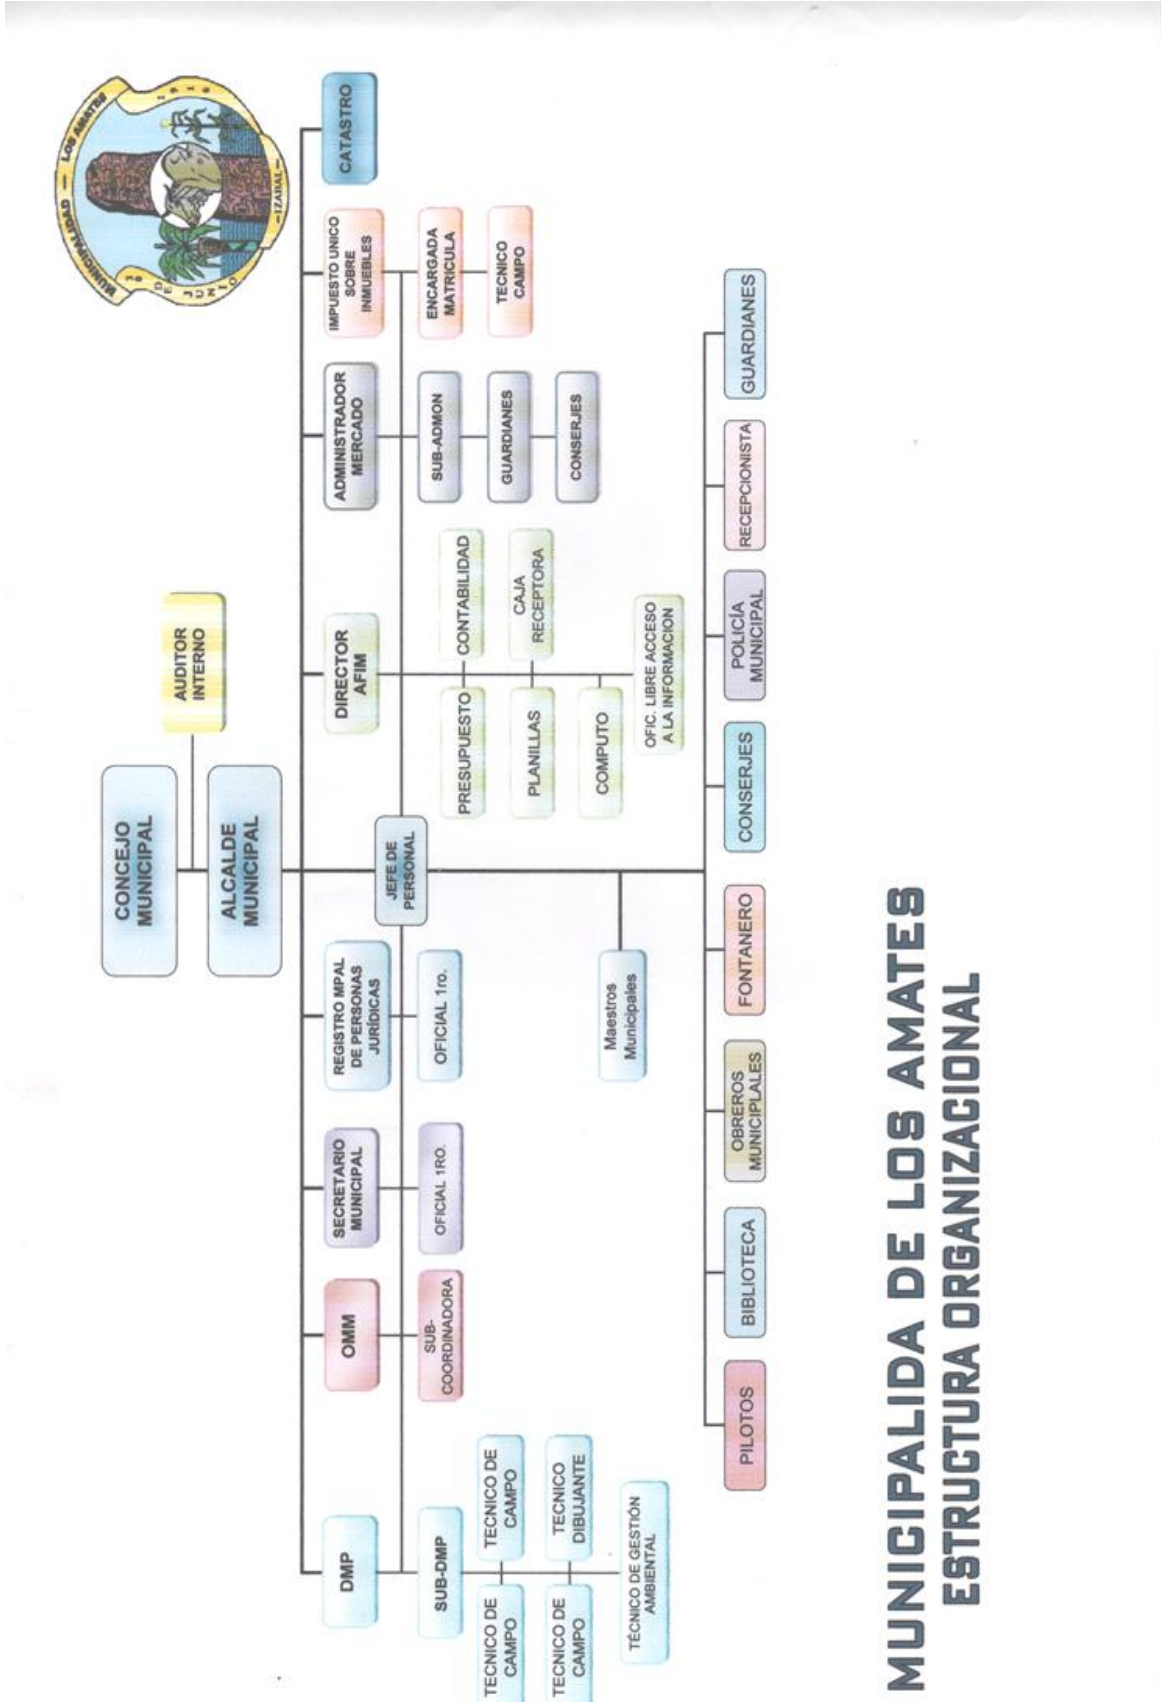 MUNICIPALIDAD — LOS AMATES
18 DE JUNIO 1916
—IZABAL—
CONCEJO
MUNICIPAL
AUDITOR
INTERNO
ALCALDE
MUNICIPAL
DMP
OMM
SECRETARIO
MUNICIPAL
REGISTRO MPAL
DE PERSONAS
JURÍDICAS
DIRECTOR
AFIM
ADMINISTRADOR
MERCADO
IMPUESTO UNICO
SOBRE
INMUEBLES
CATASTRO
JEFE DE
PERSONAL
SUB-DMP
SUB-
COORDINADORA
OFICIAL 1RO.
OFICIAL 1ro.
PRESUPUESTO
CONTABILIDAD
SUB-ADMON
ENCARGADA
MATRICULA
TECNICO DE
CAMPO
TECNICO DE
CAMPO
PLANILLAS
CAJA
RECEPTORA
GUARDIANES
TECNICO
CAMPO
TECNICO DE
CAMPO
TECNICO
DIBUJANTE
COMPUTO
CONSERJES
TÉCNICO DE GESTIÓN
AMBIENTAL
Maestros
Municipales
OFIC. LIBRE ACCESO
A LA INFORMACION
PILOTOS
BIBLIOTECA
OBREROS
MUNICIPLALES
FONTANERO
CONSERJES
POLICÍA
MUNICIPAL
RECEPCIONISTA
GUARDIANES
MUNICIPALIDA DE LOS AMATES
ESTRUCTURA ORGANIZACIONAL